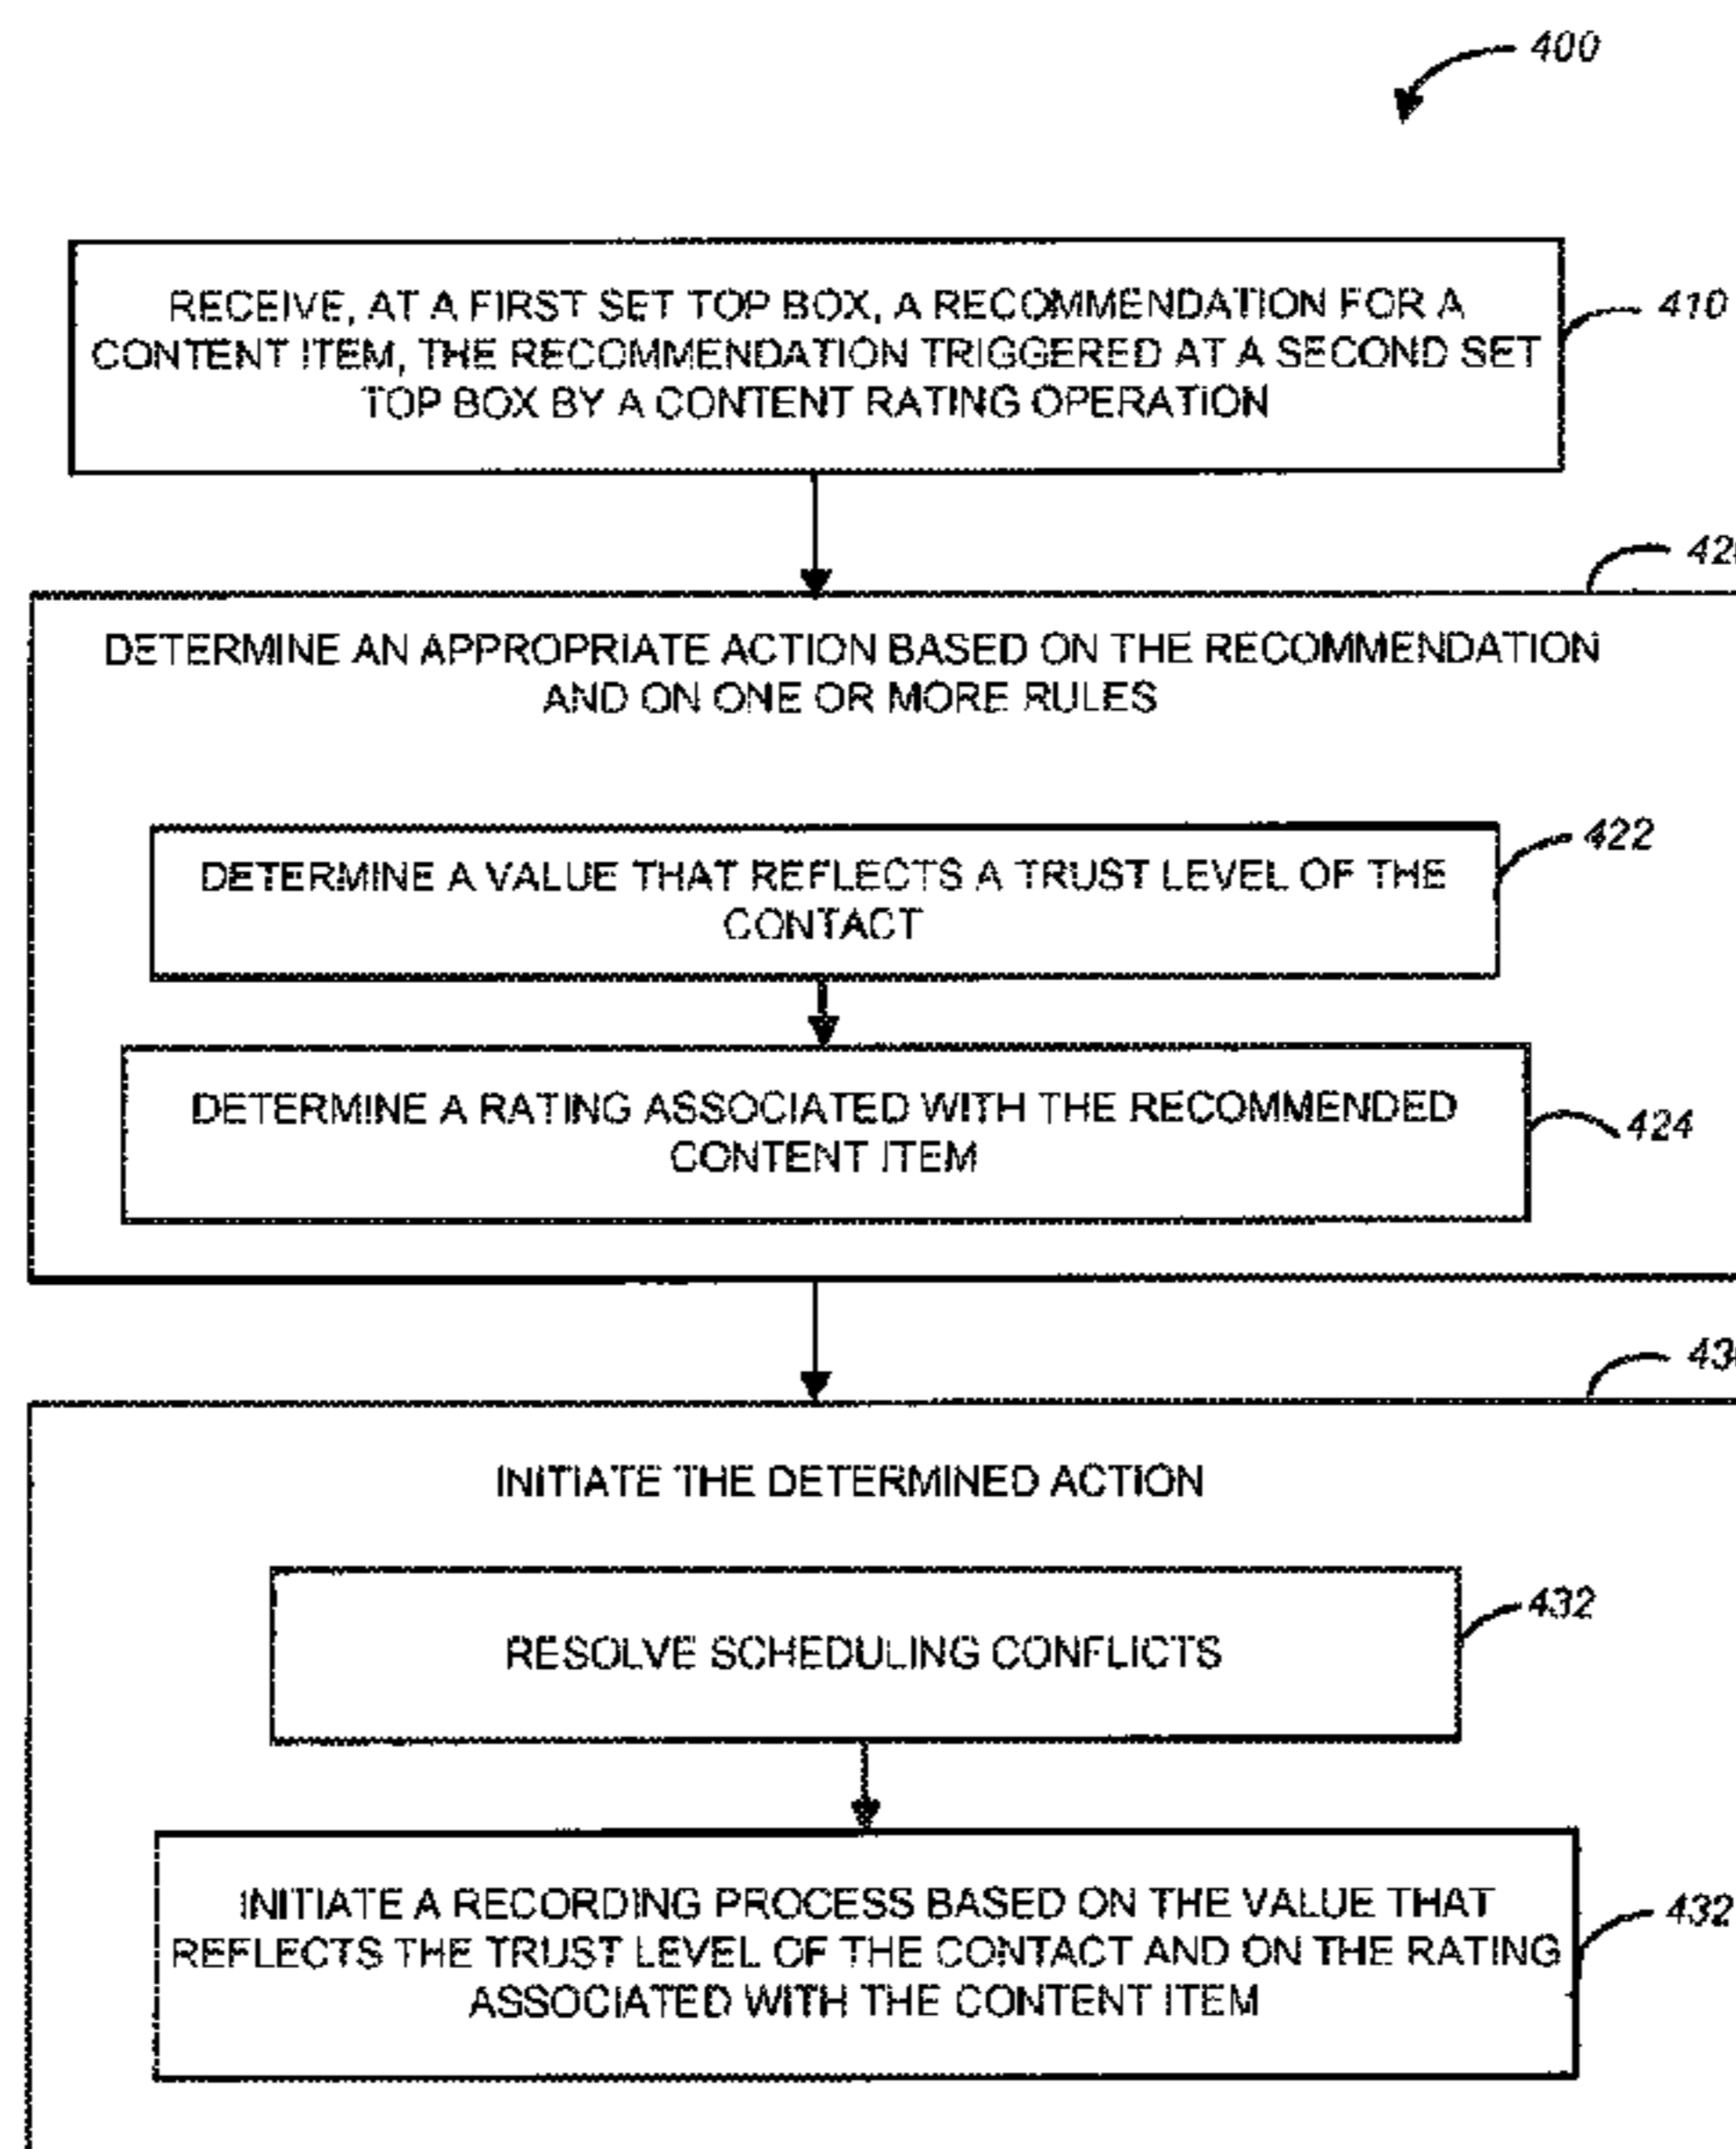 400
RECEIVE, AT A FIRST SET TOP BOX, A RECOMMENDATION FOR A
CONTENT ITEM, THE RECOMMENDATION TRIGGERED AT A SECOND SET
TOP BOX BY A CONTENT RATING OPERATION
410
DETERMINE AN APPROPRIATE ACTION BASED ON THE RECOMMENDATION
AND ON ONE OR MORE RULES
DETERMINE A VALUE THAT REFLECTS A TRUST LEVEL OF THE
CONTACT
422
DETERMINE A RATING ASSOCIATED WITH THE RECOMMENDED
CONTENT ITEM
424
INITIATE THE DETERMINED ACTION
RESOLVE SCHEDULING CONFLICTS
432
INITIATE A RECORDING PROCESS BASED ON THE VALUE THAT
REFLECTS THE TRUST LEVEL OF THE CONTACT AND ON THE RATING
ASSOCIATED WITH THE CONTENT ITEM
432